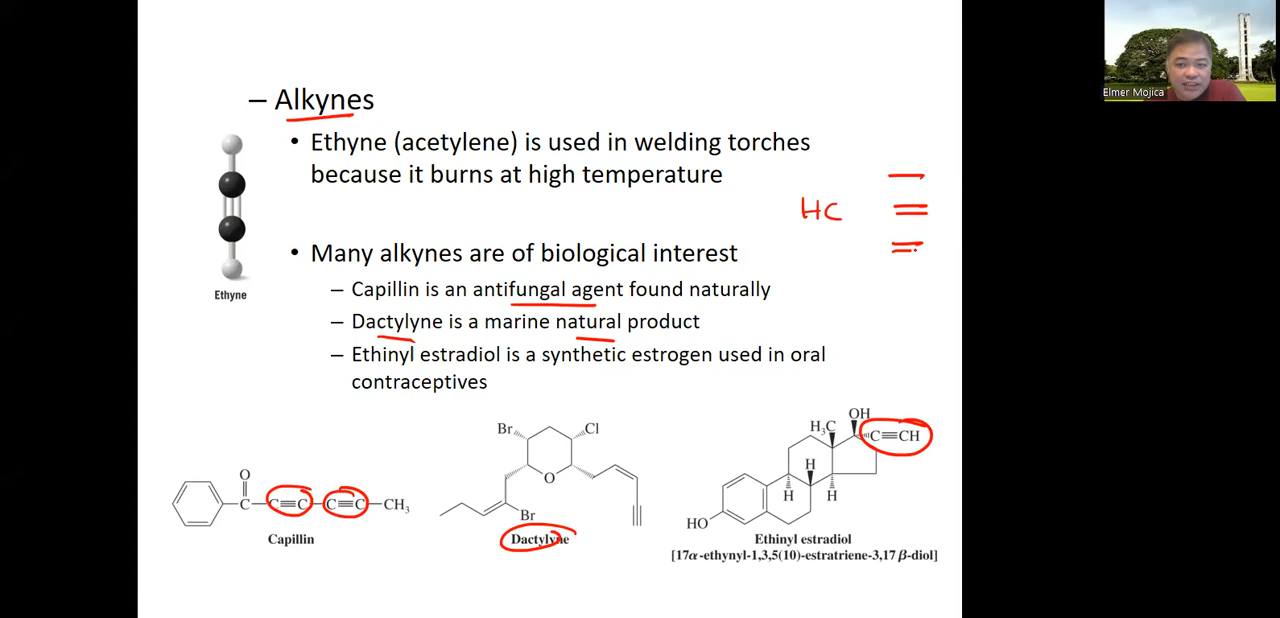 Elmer Mojica
– Alkynes
• Ethyne (acetylene) is used in welding torches
because it burns at high temperature
HC
• Many alkynes are of biological interest
Ethyne
– Capillin is an antifungal agent found naturally
– Dactylyne is a marine natural product
– Ethinyl estradiol is a synthetic estrogen used in oral
contraceptives
O
C–C≡C–C≡C–CH₃
Capillin
Br
Cl
O
Br
Dactylyne
OH
H₃C
C≡CH
H
H
H
HO
Ethinyl estradiol
[17α-ethynyl-1,3,5(10)-estratriene-3,17β-diol]